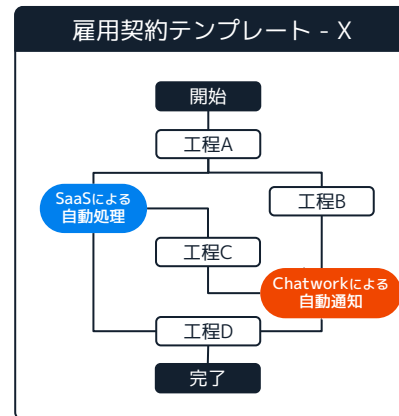 雇用契約テンプレート - X
開始
工程A
SaaSによる
自動処理
工程B
工程C
Chatworkによる
自動通知
工程D
完了